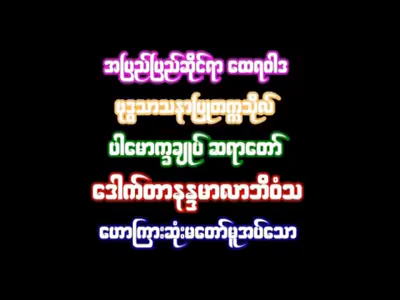 အပြည်ပြည်ဆိုင်ရာ ထေရဝါဒ
ဗုဒ္ဓသာသနာပြုတက္ကသိုလ်
ပါမောက္ခချုပ် ဆရာတော်
ဒေါက်တာနန္ဒမာလာဘိဝံသ
ဟောကြားဆုံးမတော်မူအပ်သော